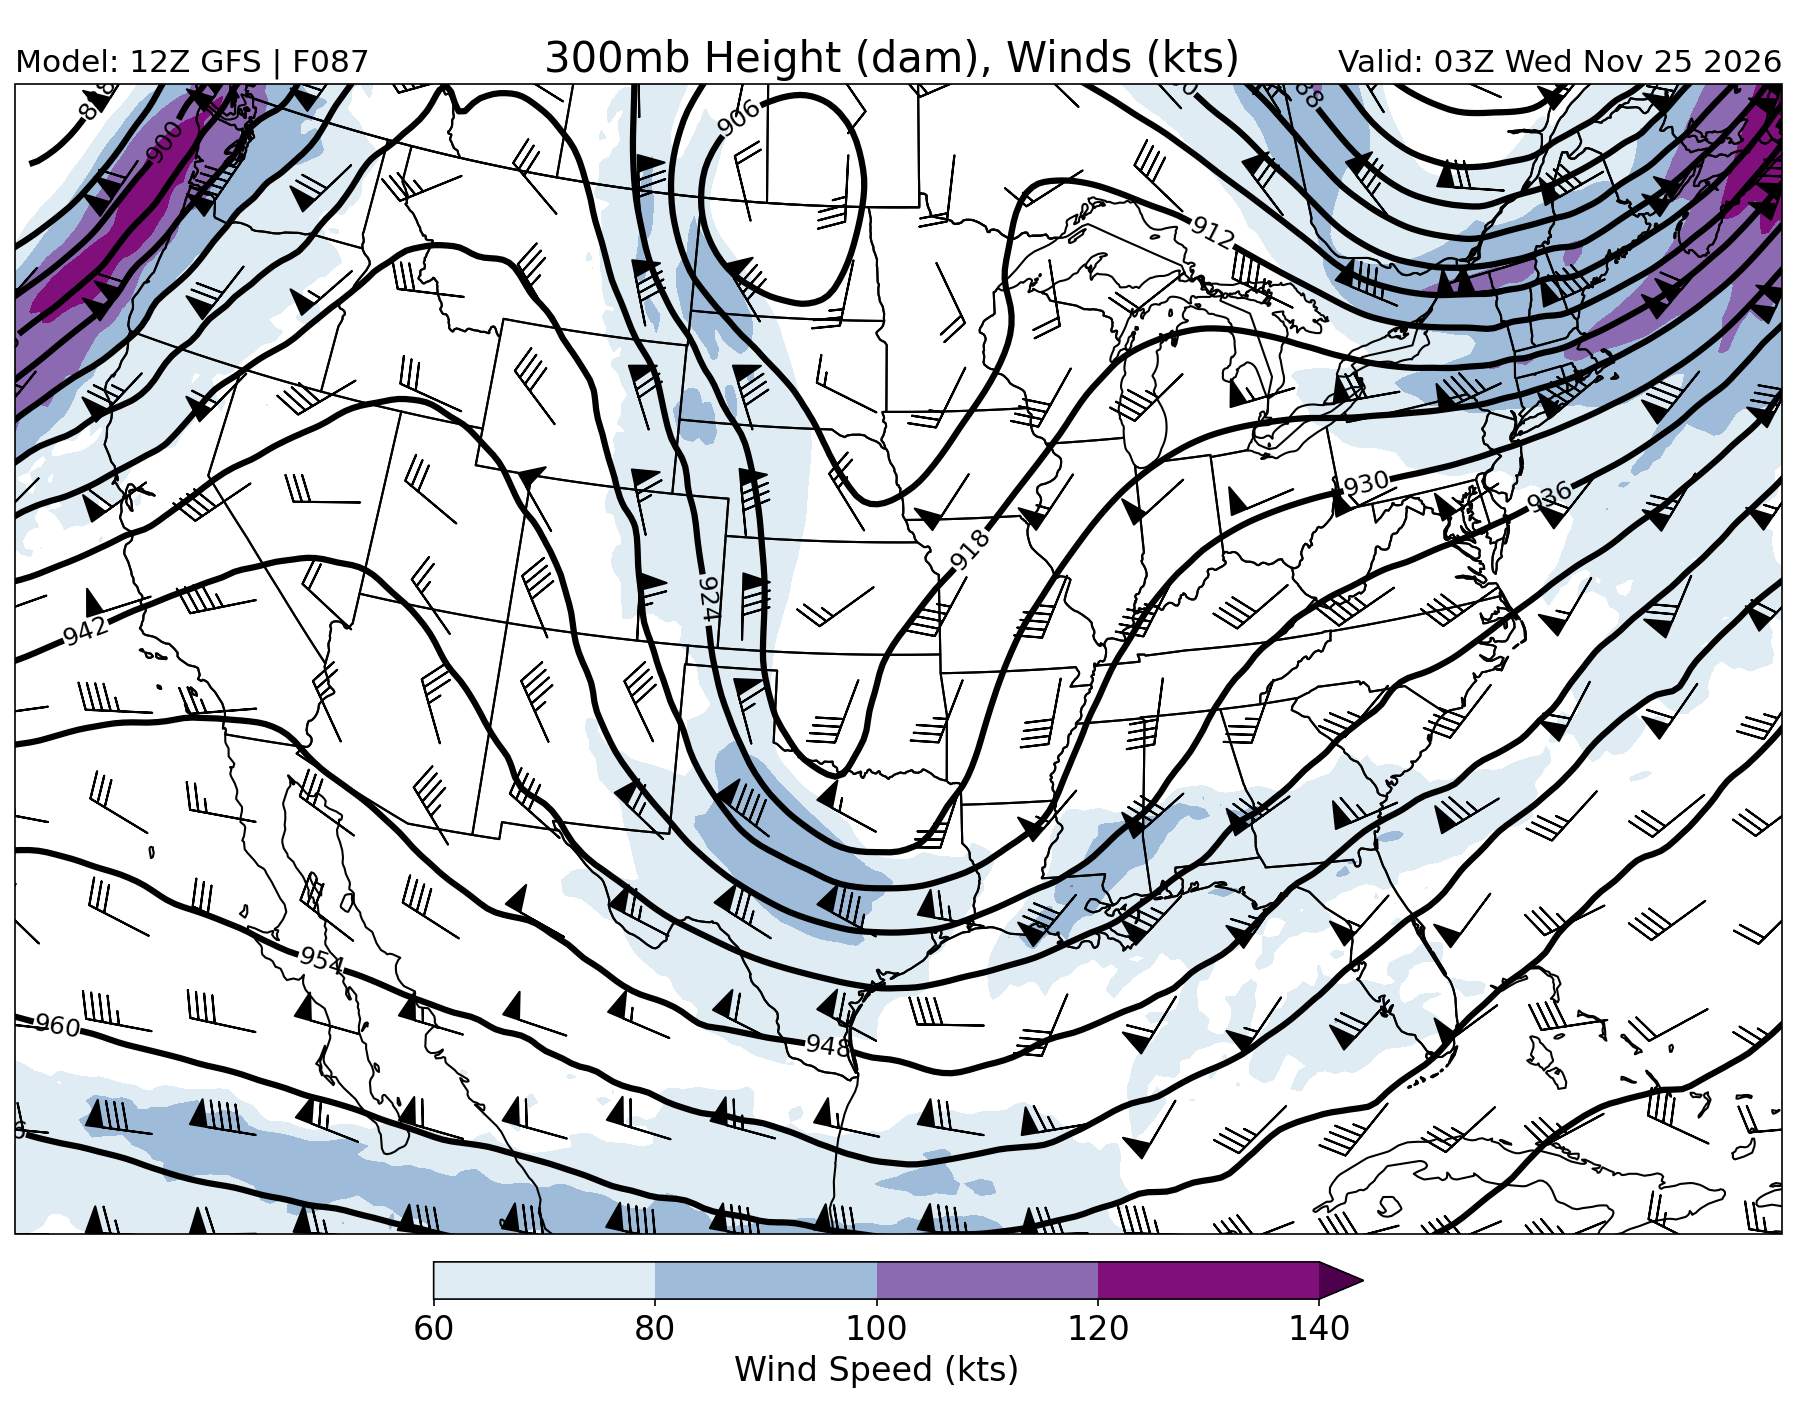 Model: 12Z GFS | F087
300mb Height (dam), Winds (kts)
Valid: 03Z Wed Nov 25 2026
900
906
912
918
924
930
936
942
948
954
960
60 80 100 120 140
Wind Speed (kts)